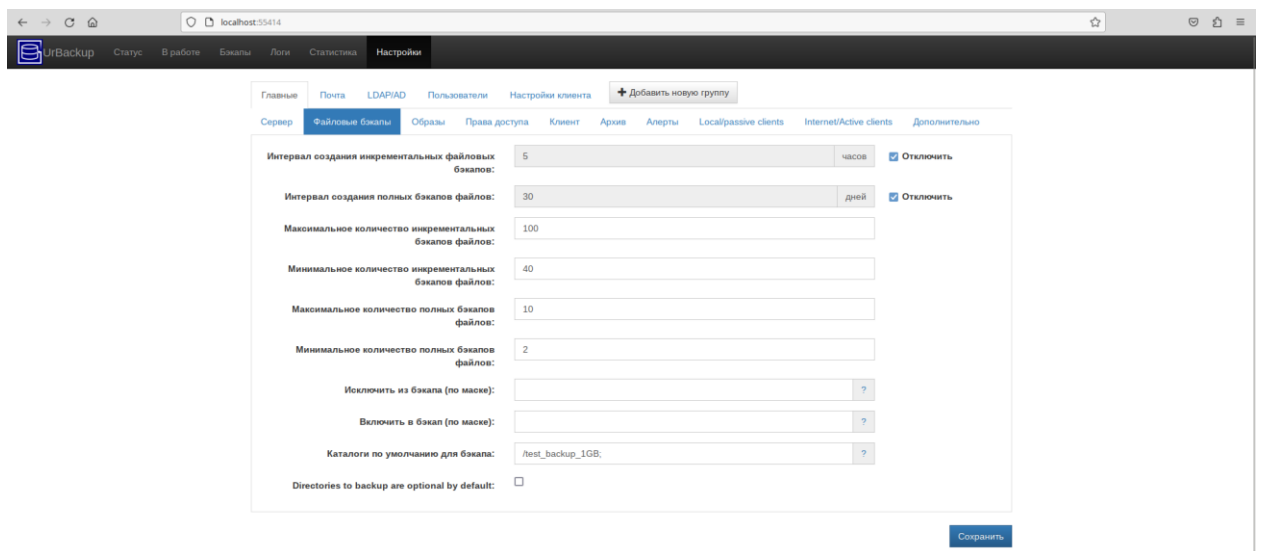 localhost:55414
UrBackup Статус В работе Бэкапы Логи Статистика Настройки
Главные Почта LDAP/AD Пользователи Настройки клиента + Добавить новую группу
Сервер Файловые бэкапы Образы Права доступа Клиент Архив Алерты Local/passive clients Internet/Active clients Дополнительно
Интервал создания инкрементальных файловых
бэкапов: 5 часов Отключить
Интервал создания полных бэкапов файлов: 30 дней Отключить
Максимальное количество инкрементальных
бэкапов файлов: 100
Минимальное количество инкрементальных
бэкапов файлов: 40
Максимальное количество полных бэкапов
файлов: 10
Минимальное количество полных бэкапов
файлов: 2
Исключить из бэкапа (по маске): ?
Включить в бэкап (по маске): ?
Каталоги по умолчанию для бэкапа: /test_backup_1GB; ?
Directories to backup are optional by default:
Сохранить